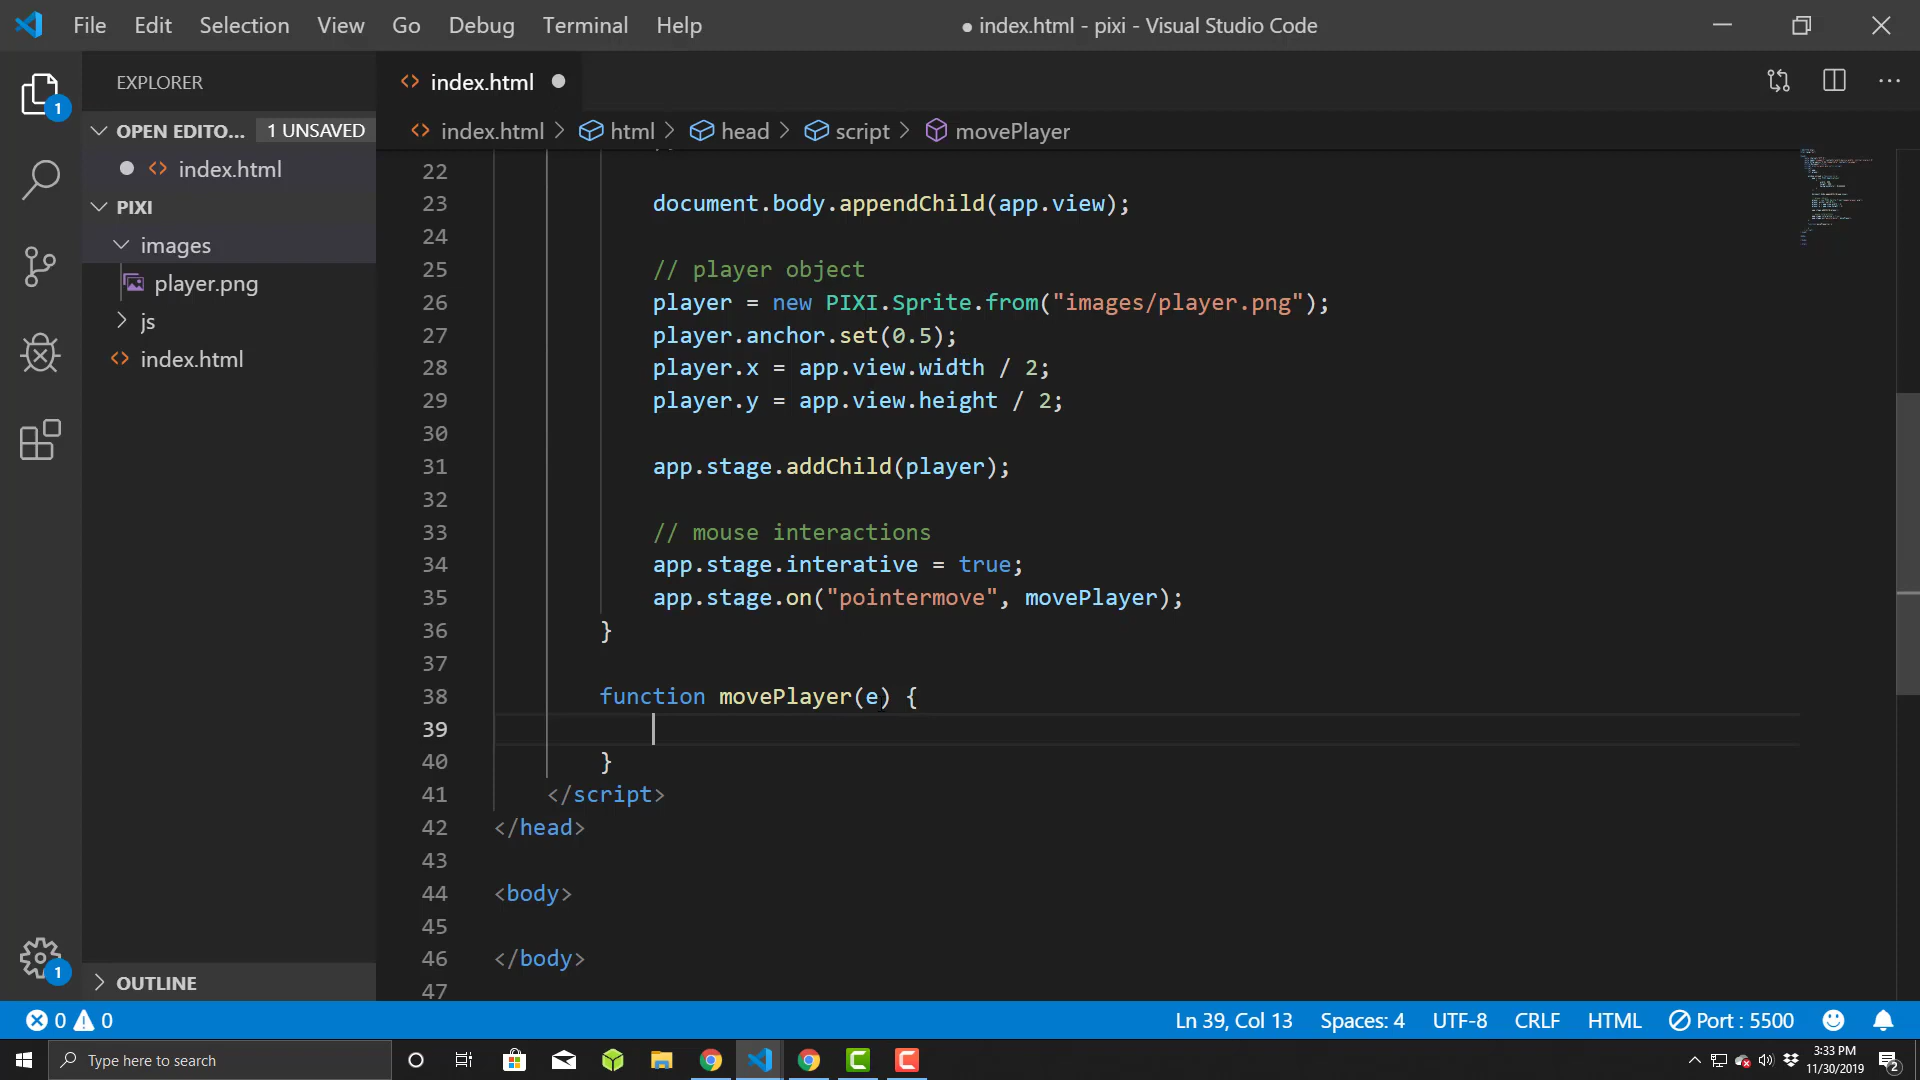 File Edit Selection View Go Debug Terminal Help
● index.html - pixi - Visual Studio Code
EXPLORER
OPEN EDITO... 1 UNSAVED
index.html
PIXI
images
player.png
js
index.html
OUTLINE
1
1
index.html
index.html > html > head > script > movePlayer
22
23 document.body.appendChild(app.view);
24
25 // player object
26 player = new PIXI.Sprite.from("images/player.png");
27 player.anchor.set(0.5);
28 player.x = app.view.width / 2;
29 player.y = app.view.height / 2;
30
31 app.stage.addChild(player);
32
33 // mouse interactions
34 app.stage.interative = true;
35 app.stage.on("pointermove", movePlayer);
36 }
37
38 function movePlayer(e) {
39
40 }
41 </script>
42 </head>
43
44 <body>
45
46 </body>
47
0 0 Ln 39, Col 13 Spaces: 4 UTF-8 CRLF HTML Port : 5500
Type here to search
3:33 PM
11/30/2019
2